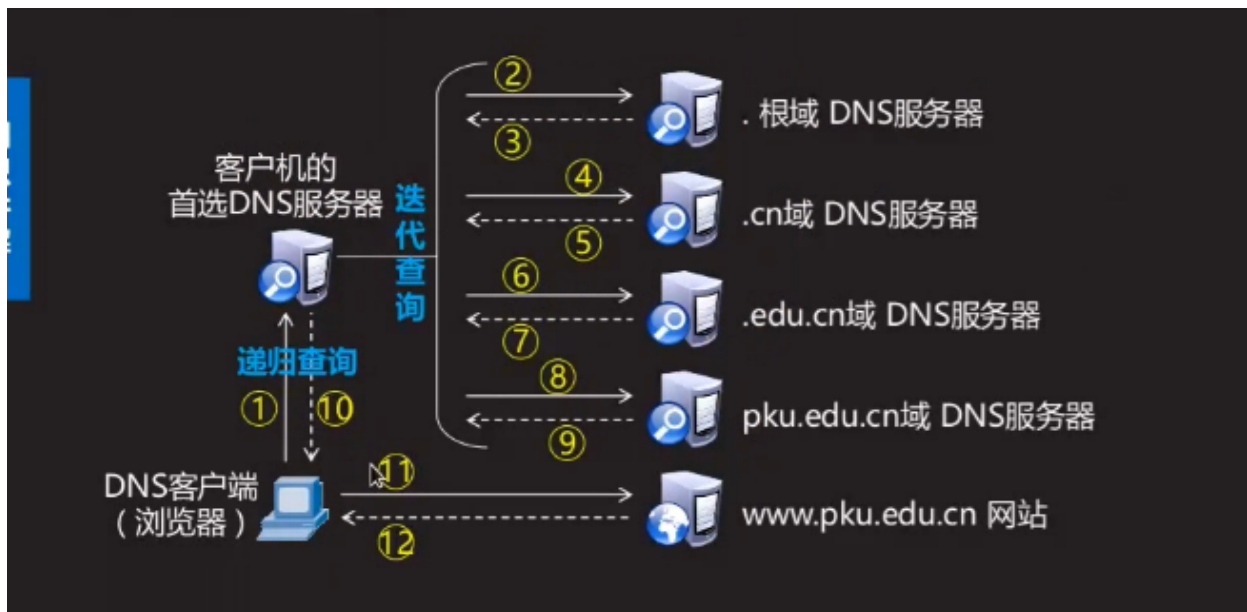 ②
. 根域 DNS服务器
③
客户机的
首选DNS服务器
迭代查询
④
.cn域 DNS服务器
⑤
⑥
.edu.cn域 DNS服务器
⑦
递归查询
①
⑩
⑧
pku.edu.cn域 DNS服务器
⑨
DNS客户端
（浏览器）
⑪
www.pku.edu.cn 网站
⑫